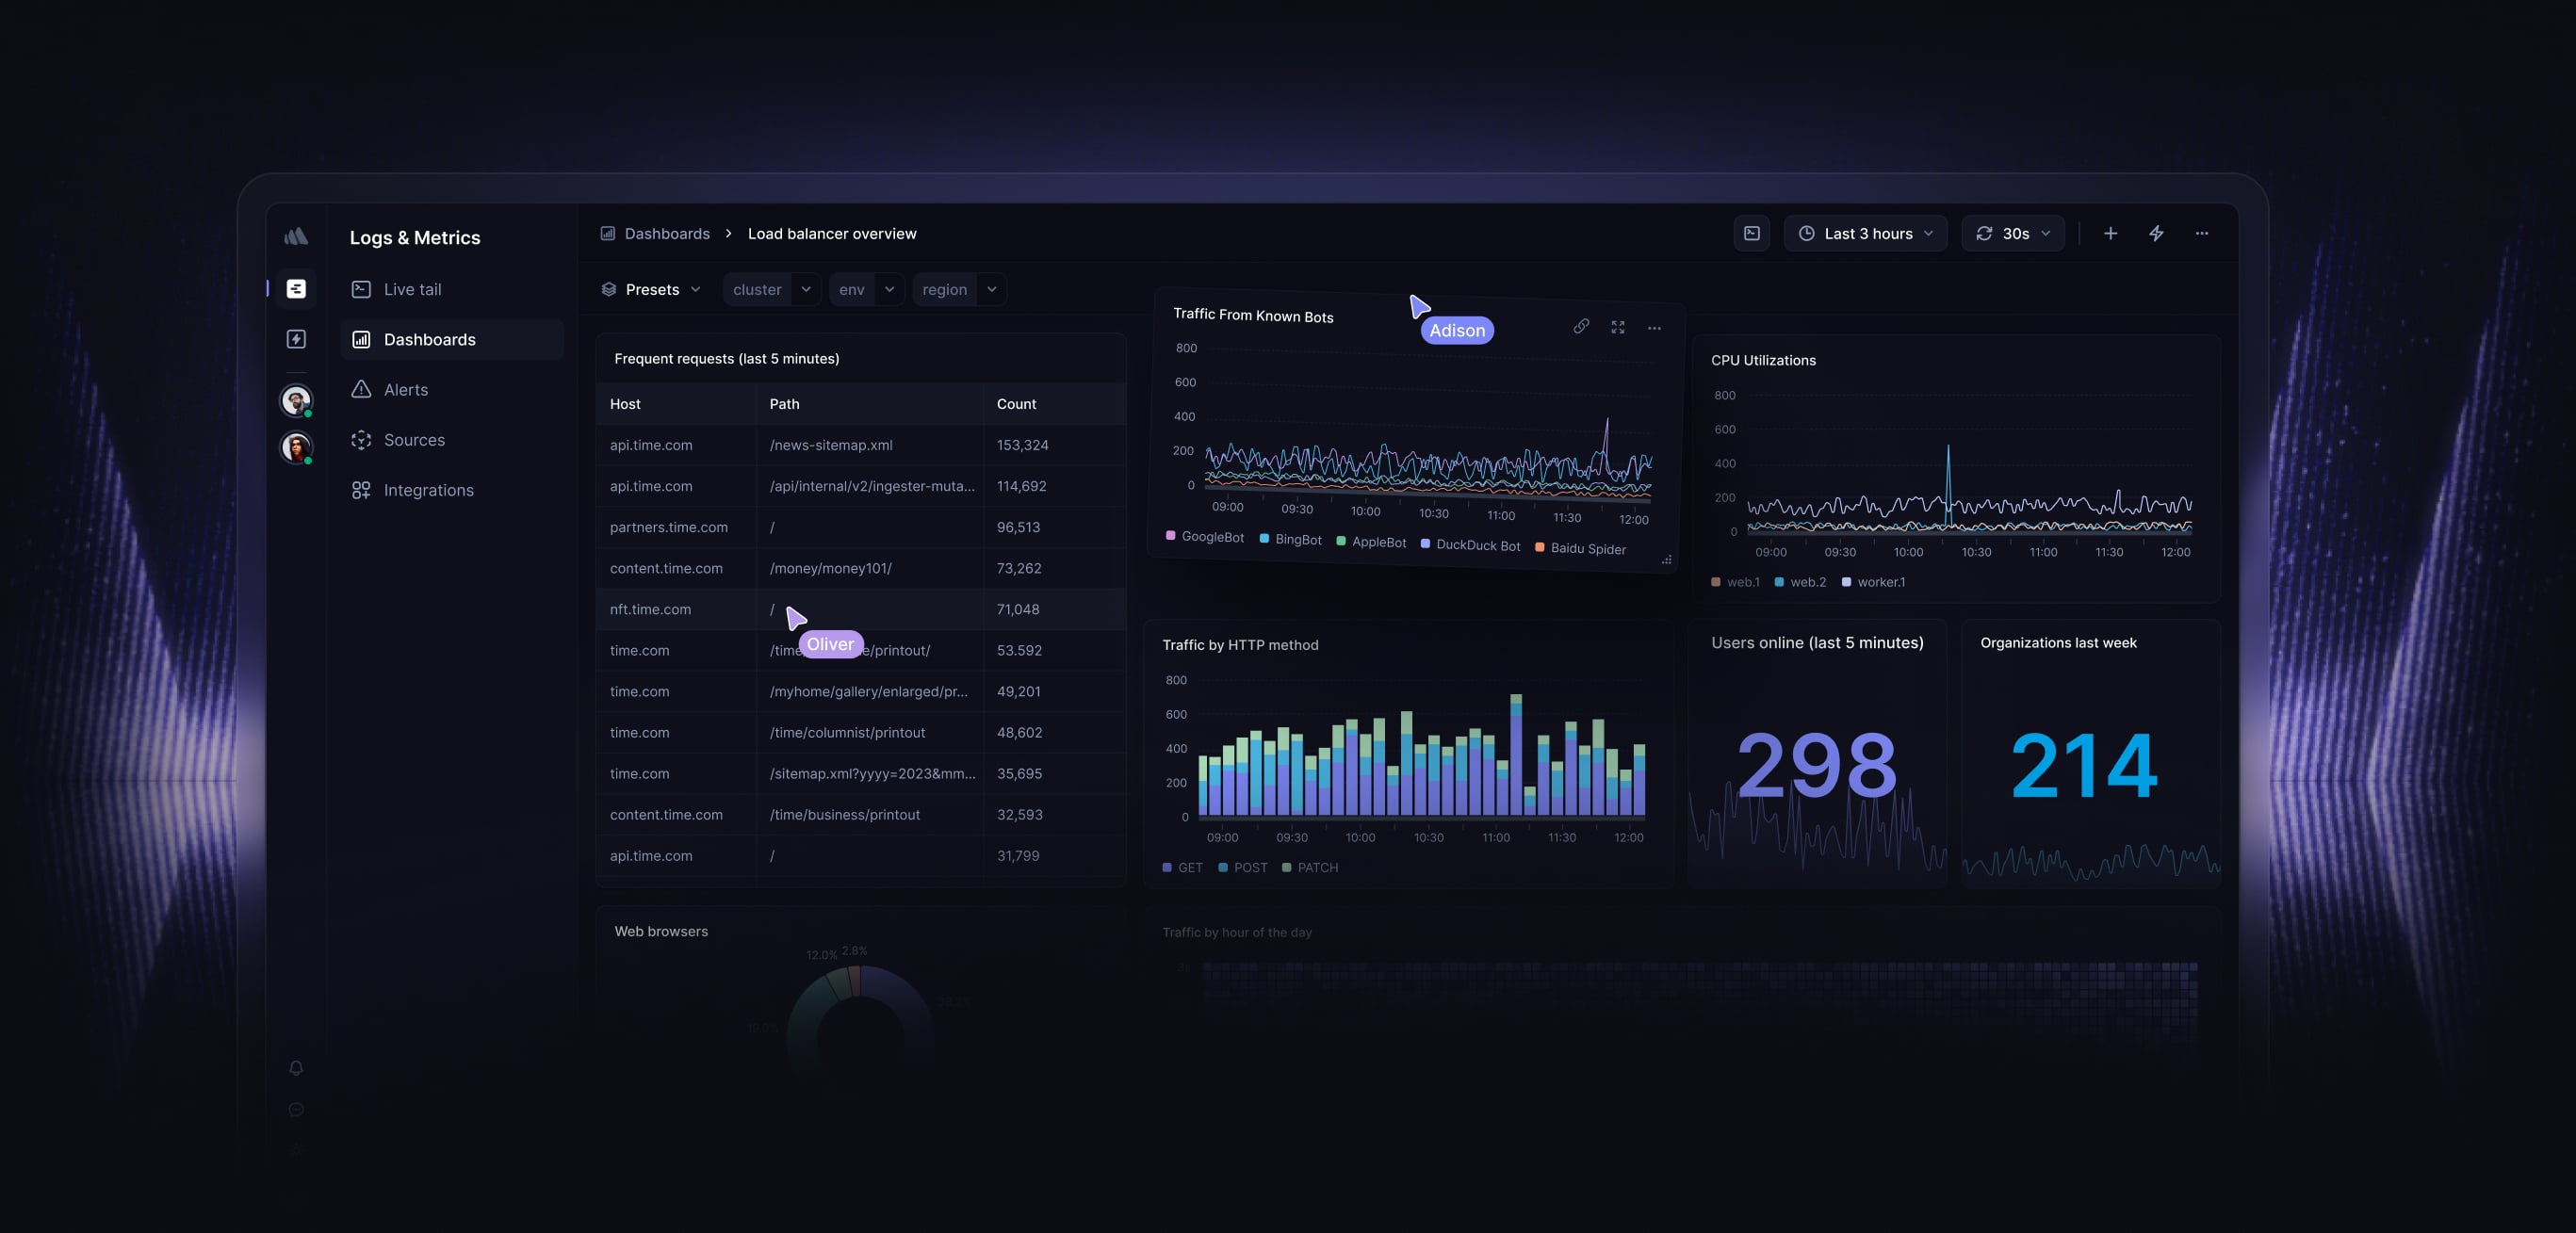 Logs & Metrics
Live tail
Dashboards
Alerts
Sources
Integrations
Dashboards > Load balancer overview
Last 3 hours
30s
Presets
cluster
env
region
Frequent requests (last 5 minutes)
Host Path Count
api.time.com /news-sitemap.xml 153,324
api.time.com /api/internal/v2/ingester-muta... 114,692
partners.time.com / 96,513
content.time.com /money/money101/ 73,262
nft.time.com / 71,048
Oliver
time.com /time e/printout/ 53.592
time.com /myhome/gallery/enlarged/pr... 49,201
time.com /time/columnist/printout 48,602
time.com /sitemap.xml?yyyy=2023&mm... 35,695
content.time.com /time/business/printout 32,593
api.time.com / 31,799
Traffic From Known Bots
Adison
800
600
400
200
0
09:00 09:30 10:00 10:30 11:00 11:30 12:00
GoogleBot BingBot AppleBot DuckDuck Bot Baidu Spider
CPU Utilizations
800
600
400
200
0
09:00 09:30 10:00 10:30 11:00 11:30 12:00
web.1 web.2 worker.1
Traffic by HTTP method
800
600
400
200
0
09:00 09:30 10:00 10:30 11:00 11:30 12:00
GET POST PATCH
Users online (last 5 minutes)
298
Organizations last week
214
Web browsers
12.0% 2.8%
Traffic by hour of the day